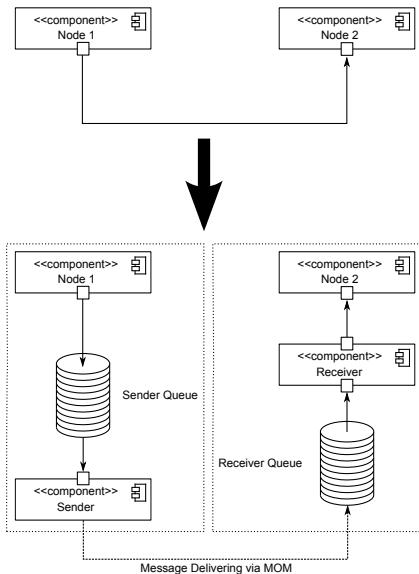 <<component>>
Node 1
<<component>>
Node 2
<<component>>
Node 1
<<component>>
Node 2
<<component>>
Receiver
Sender Queue
Receiver Queue
<<component>>
Sender
Message Delivering via MOM